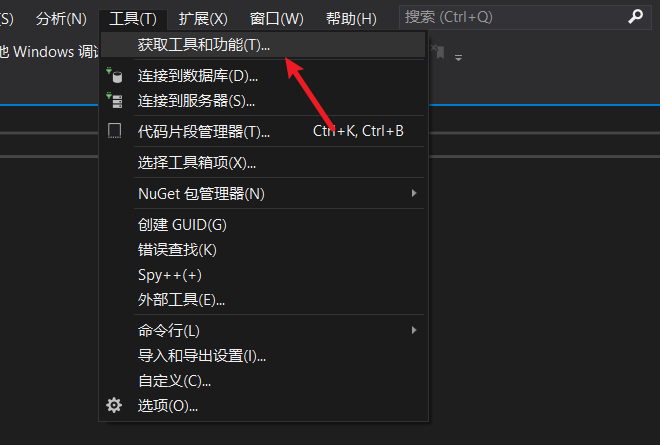 (S) 分析(N) 工具(T) 扩展(X) 窗口(W) 帮助(H) 搜索 (Ctrl+Q)
获取工具和功能(T)...
他 Windows 调试
连接到数据库(D)...
连接到服务器(S)...
代码片段管理器(T)... Ctrl+K, Ctrl+B
选择工具箱项(X)...
NuGet 包管理器(N)
创建 GUID(G)
错误查找(K)
Spy++(+)
外部工具(E)...
命令行(L)
导入和导出设置(I)...
自定义(C)...
选项(O)...